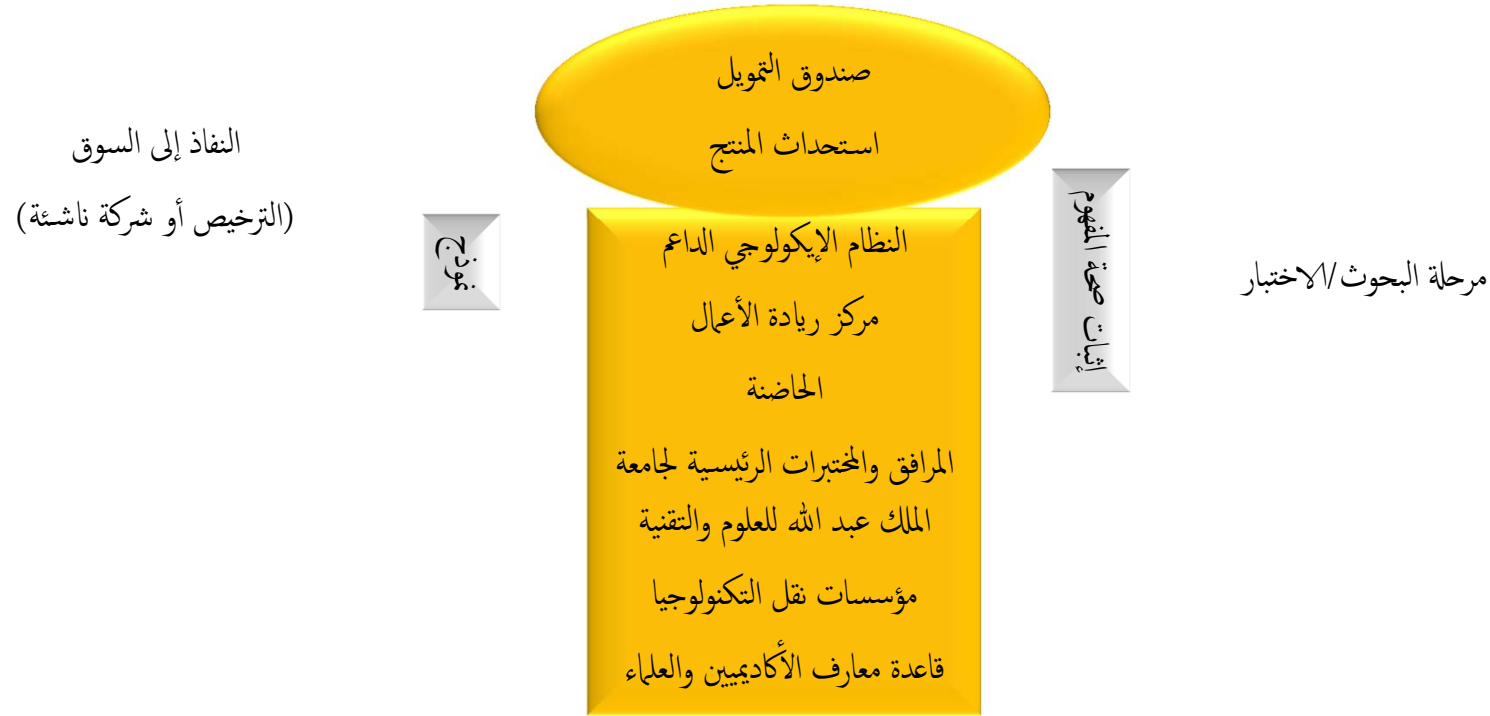 مرحلة البحوث/الاختبار
إثبات صحة المفهوم
صندوق التمويل
استحداث المنتج
النظام الإيكولوجي الداعم
مركز ريادة الأعمال
الحاضنة
المرافق والمختبرات الرئيسية لجامعة
الملك عبد الله للعلوم والتقنية
مؤسسات نقل التكنولوجيا
قاعدة معارف الأكاديميين والعلماء
نموذج
النفاذ إلى السوق
(الترخيص أو شركة ناشئة)